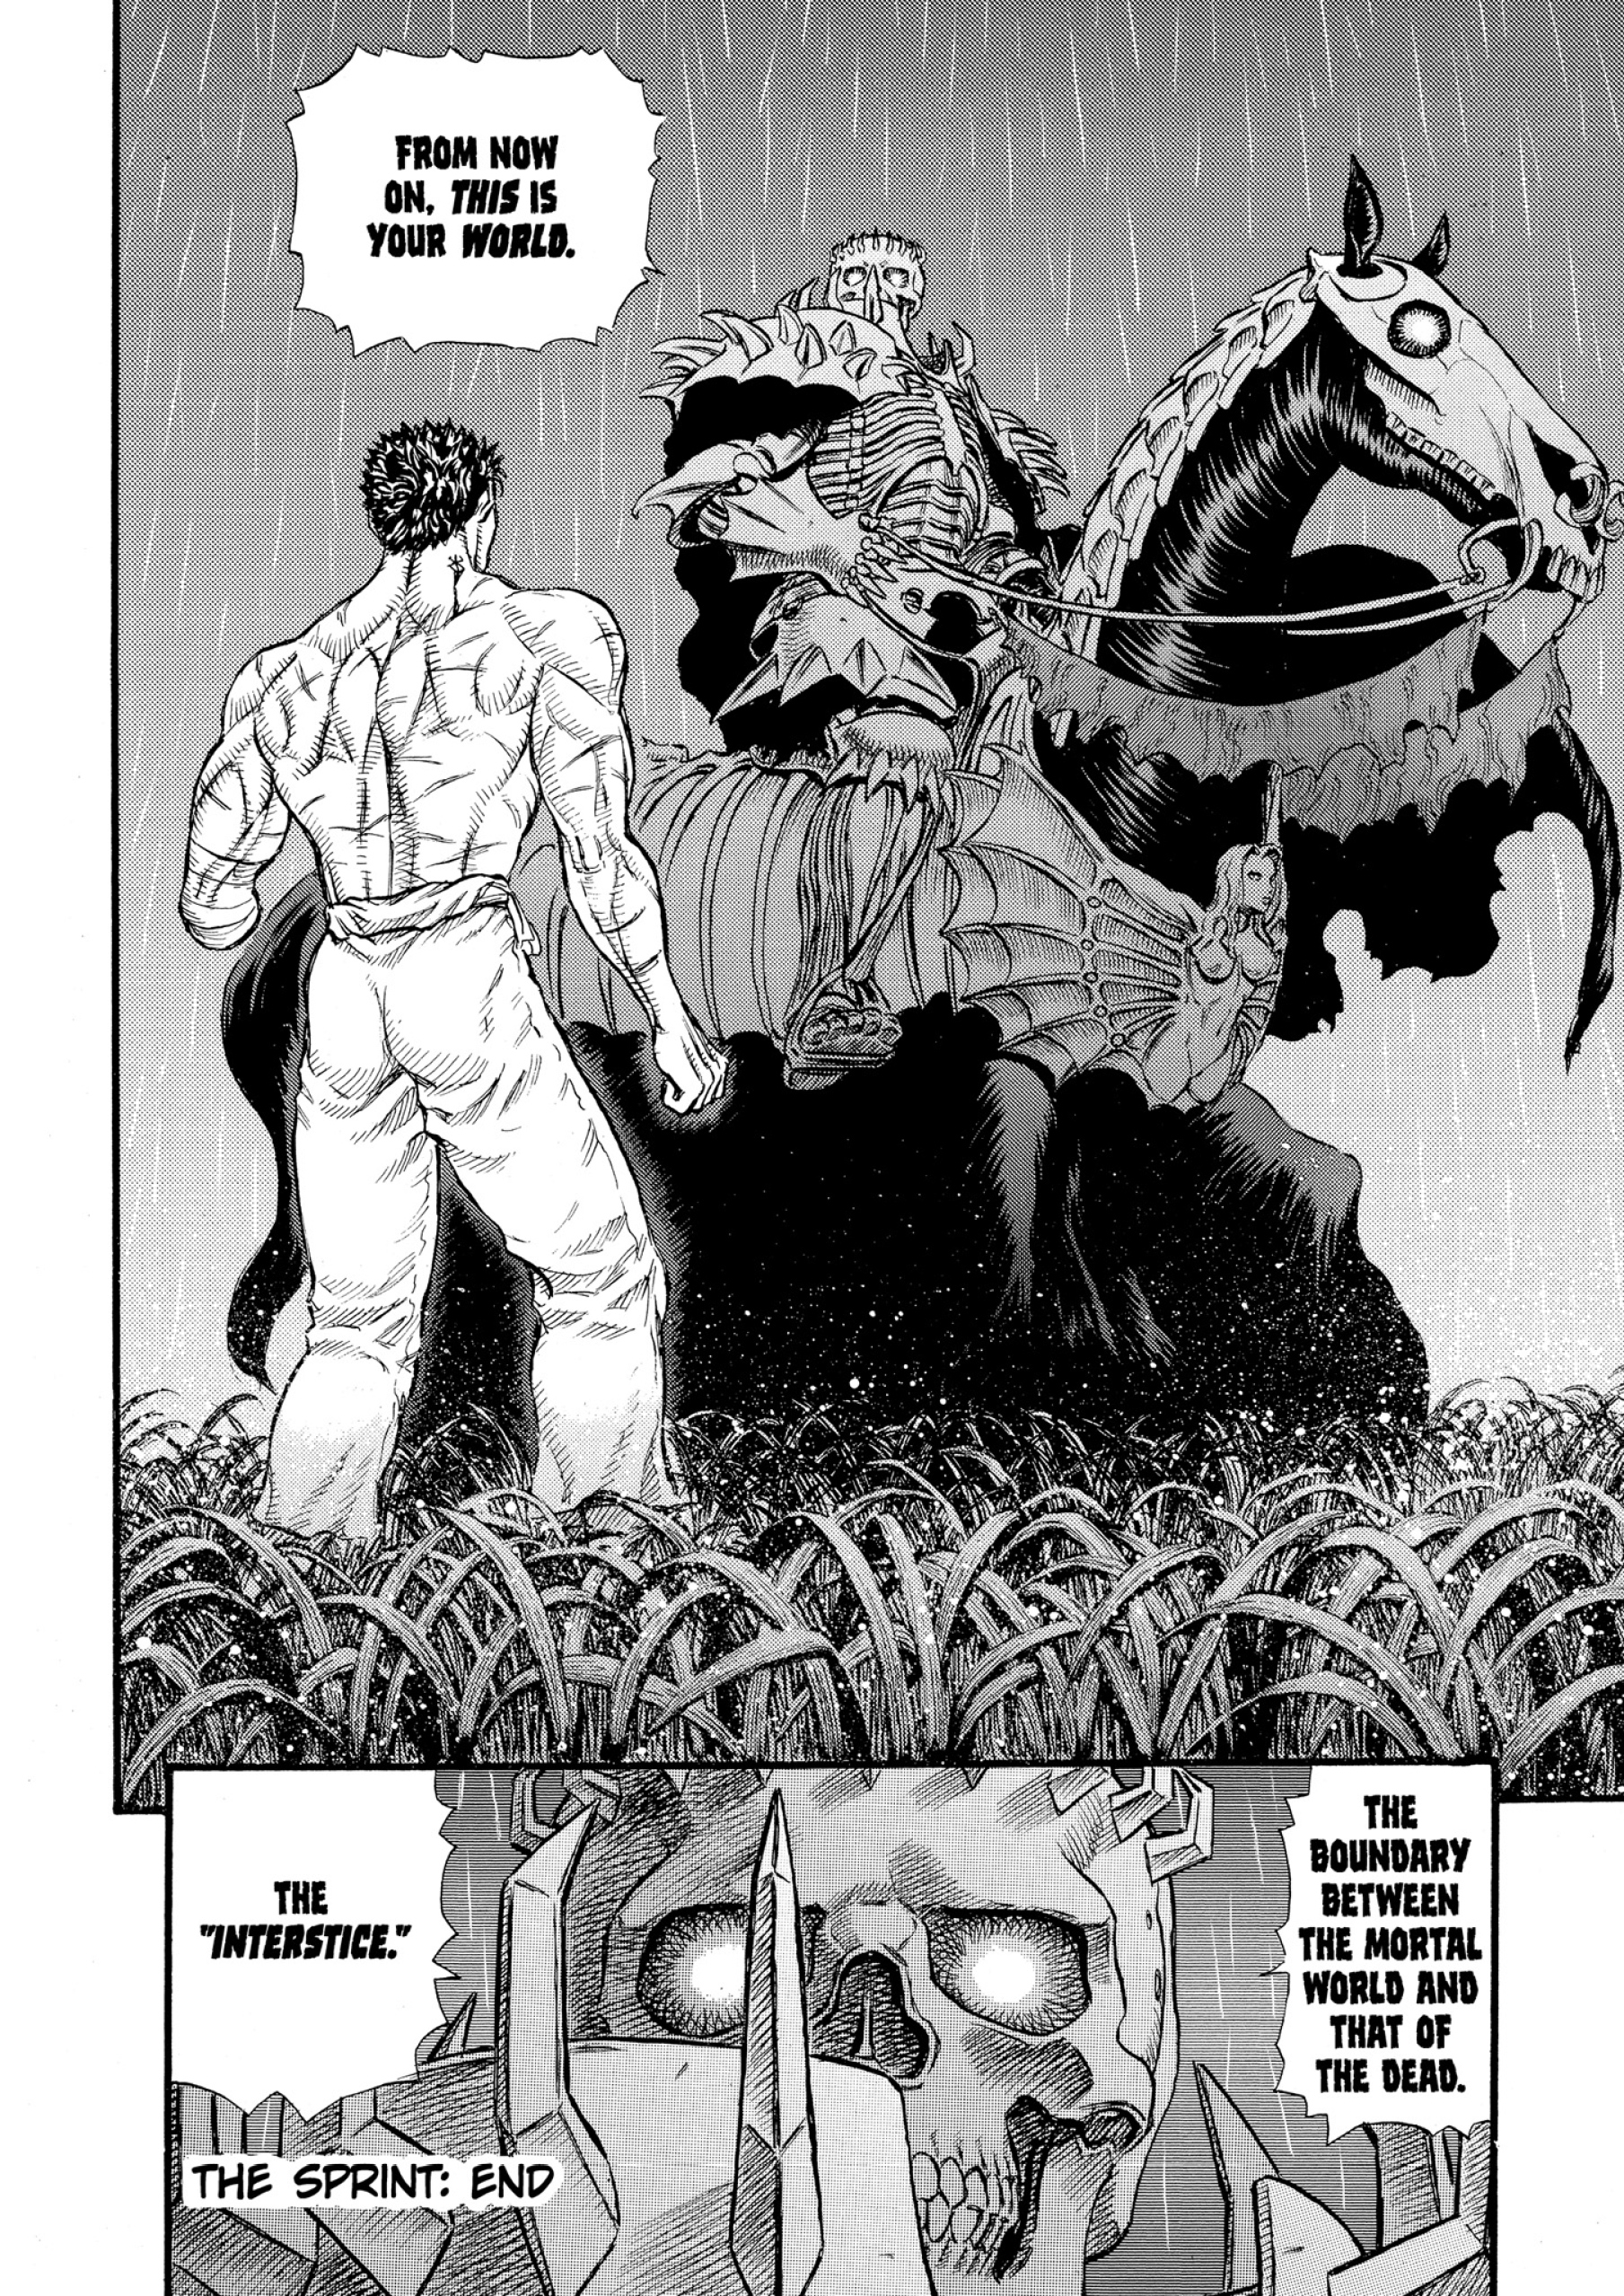 FROM NOW
ON, THIS IS
YOUR WORLD.
THE
BOUNDARY
BETWEEN
THE MORTAL
WORLD AND
THAT OF
THE DEAD.
THE
"INTERSTICE."
THE SPRINT: END